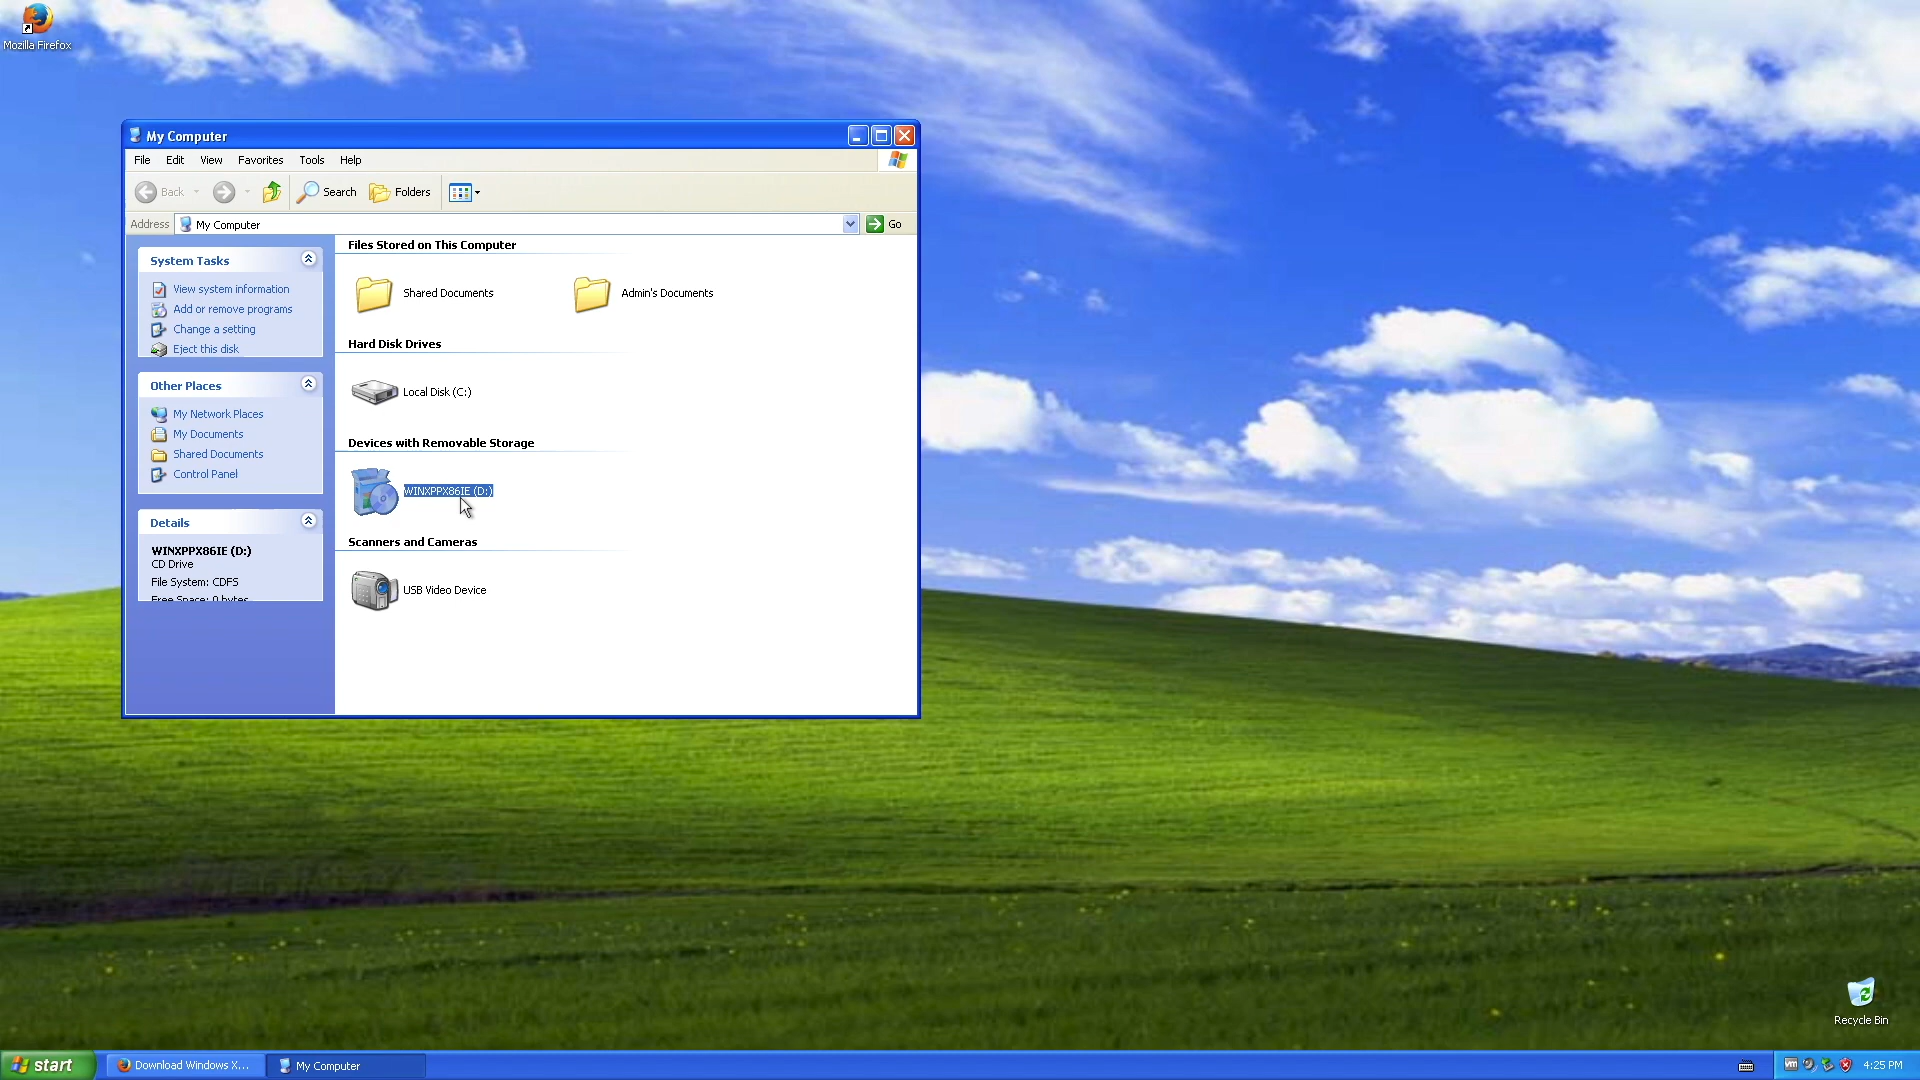 Mozilla Firefox
My Computer
File Edit View Favorites Tools Help
Back Search Folders
Address My Computer Go
System Tasks
View system information
Add or remove programs
Change a setting
Eject this disk
Other Places
My Network Places
My Documents
Shared Documents
Control Panel
Details
WINXPPX86IE (D:)
CD Drive
File System: CDFS
Free Space: 0 bytes
Files Stored on This Computer
Shared Documents Admin's Documents
Hard Disk Drives
Local Disk (C:)
Devices with Removable Storage
WINXPPX86IE (D:)
Scanners and Cameras
USB Video Device
Recycle Bin
start Download Windows X... My Computer vm 4:25 PM